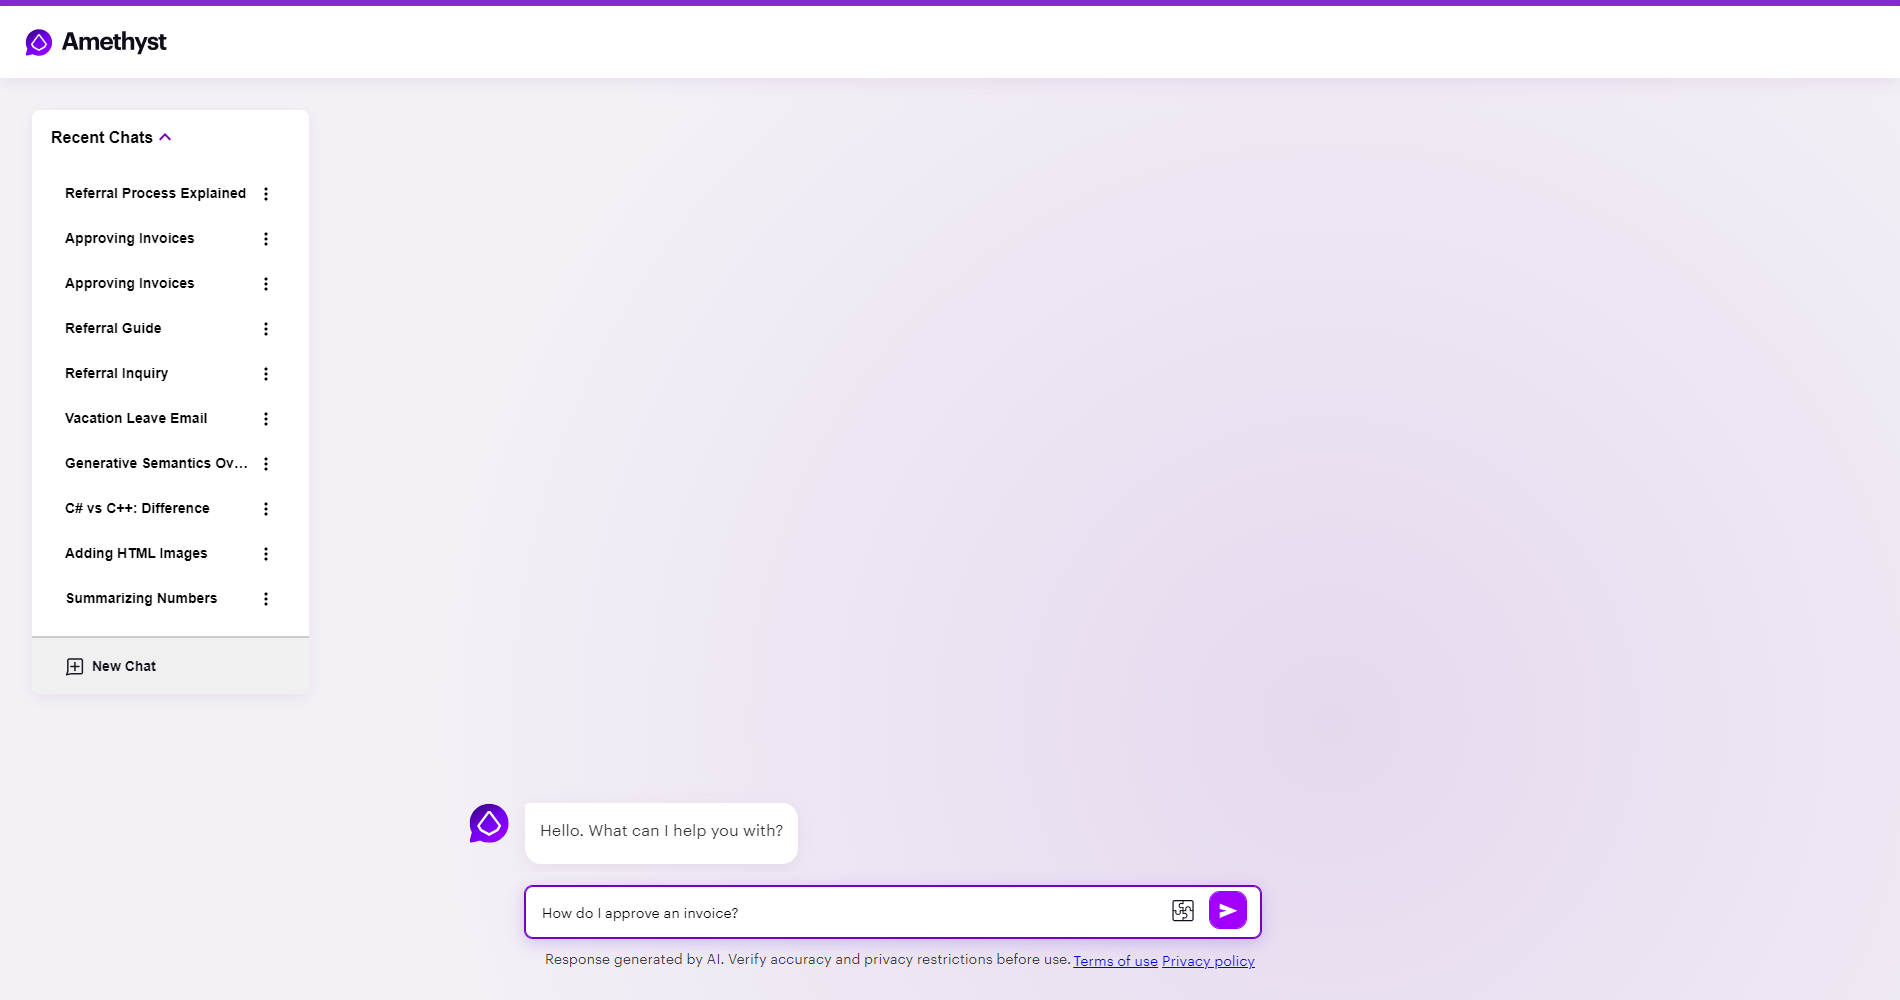 Amethyst
Recent Chats
Referral Process Explained
Approving Invoices
Approving Invoices
Referral Guide
Referral Inquiry
Vacation Leave Email
Generative Semantics Ov...
C# vs C++: Difference
Adding HTML Images
Summarizing Numbers
New Chat
Hello. What can I help you with?
How do I approve an invoice?
Response generated by AI. Verify accuracy and privacy restrictions before use. Terms of use Privacy policy